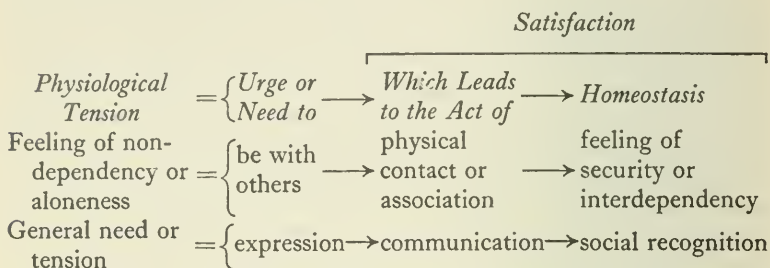 Satisfaction
Physiological Tension = { Urge or Need to → Which Leads to the Act of → Homeostasis
Feeling of non-dependency or aloneness = { be with others → physical contact or association → feeling of security or interdependency
General need or tension = { expression → communication → social recognition